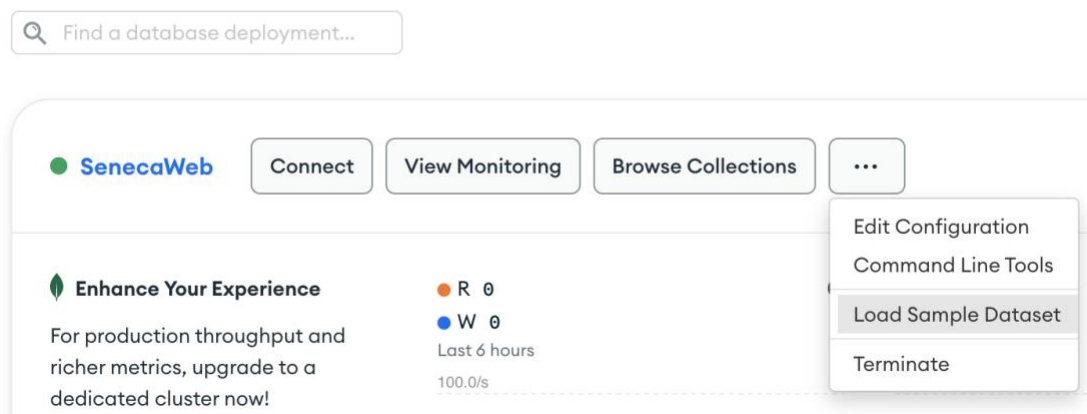 Find a database deployment...
SenecaWeb
Connect
View Monitoring
Browse Collections
...
Edit Configuration
Command Line Tools
Load Sample Dataset
Terminate
Enhance Your Experience
For production throughput and
richer metrics, upgrade to a
dedicated cluster now!
R 0
W 0
Last 6 hours
100.0/s